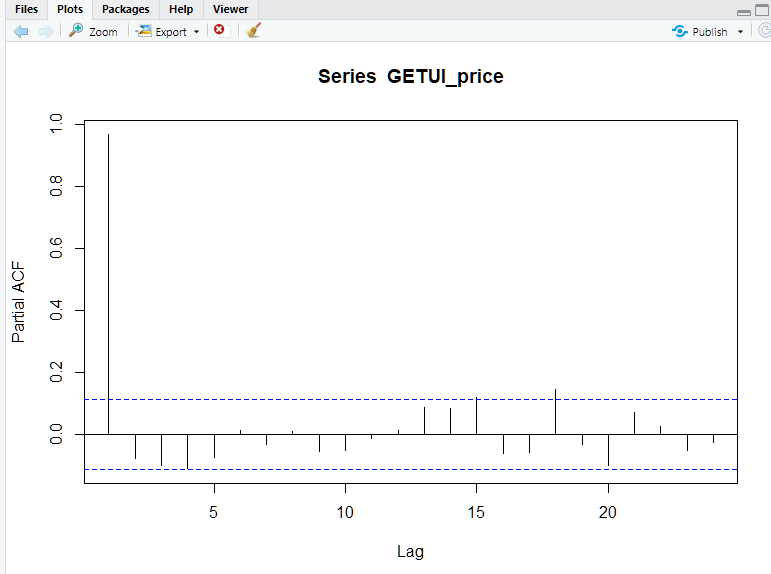 Files Plots Packages Help Viewer
Zoom Export Publish
Series GETUI_price
1.0
0.8
0.6
0.4
0.2
0.0
Partial ACF
5 10 15 20
Lag